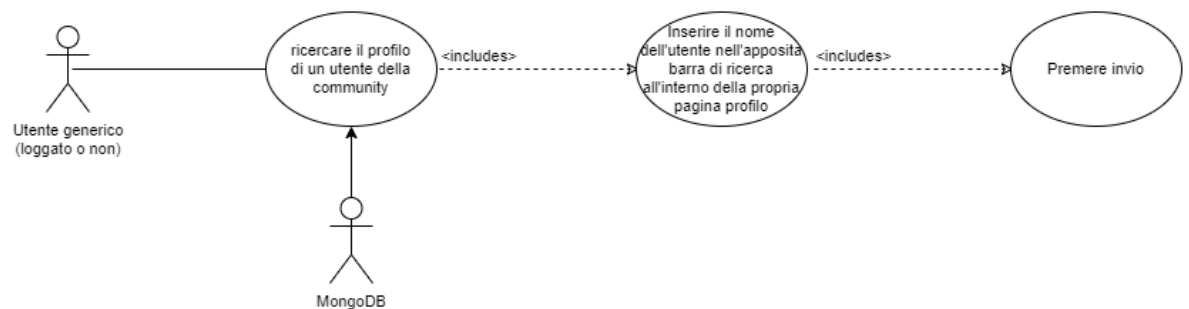 ricercare il profilo
di un utente della
community
<includes>
Inserire il nome
dell'utente nell'apposita
barra di ricerca
all'interno della propria
pagina profilo
<includes>
Premere invio
Utente generico
(loggato o non)
MongoDB